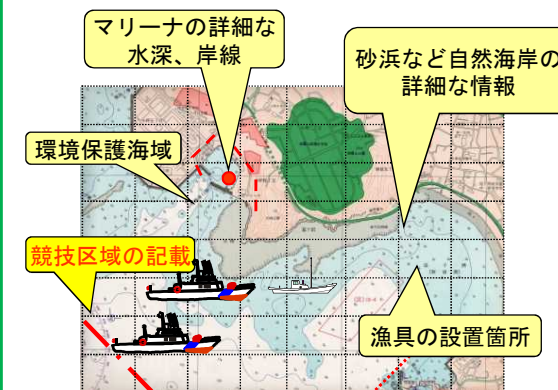 マリーナの詳細な
水深、岸線
砂浜など自然海岸の
詳細な情報
環境保護海域
競技区域の記載
漁具の設置箇所